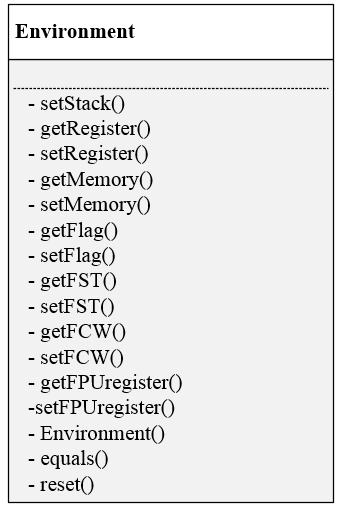 Environment
- setStack()
- getRegister()
- setRegister()
- getMemory()
- setMemory()
- getFlag()
- setFlag()
- getFST()
- setFST()
- getFCW()
- setFCW()
- getFPUregister()
-setFPUregister()
- Environment()
- equals()
- reset()